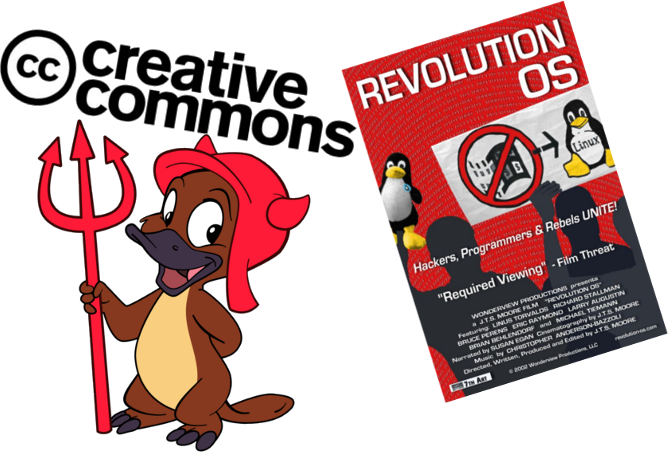 cc
creative
commons
REVOLUTION
OS
Linux
Hackers, Programmers & Rebels UNITE!
"Required Viewing" - Film Threat
WONDERVIEW PRODUCTIONS presents
a J.T.S. MOORE FILM "REVOLUTION OS"
Featuring LINUS TORVALDS RICHARD STALLMAN
BRUCE PERENS ERIC RAYMOND LARRY AUGUSTIN
BRIAN BEHLENDORF and MICHAEL TIEMANN
Narrated by SUSAN EGAN Cinematography by J.T.S. MOORE
Music by CHRISTOPHER ANDERSON-BAZZOLI
Directed, Written, Produced and Edited by J.T.S. MOORE
revolution-os.com
7TH ART
© 2002 Wonderview Productions, LLC